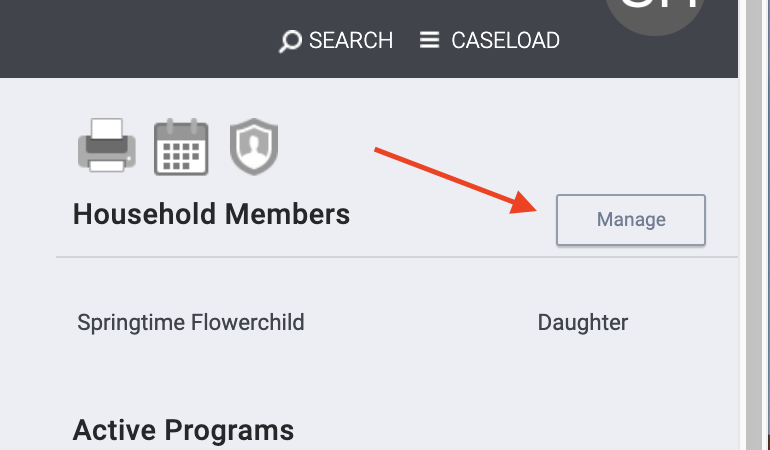 SEARCH CASELOAD
Household Members
Manage
Springtime Flowerchild Daughter
Active Programs